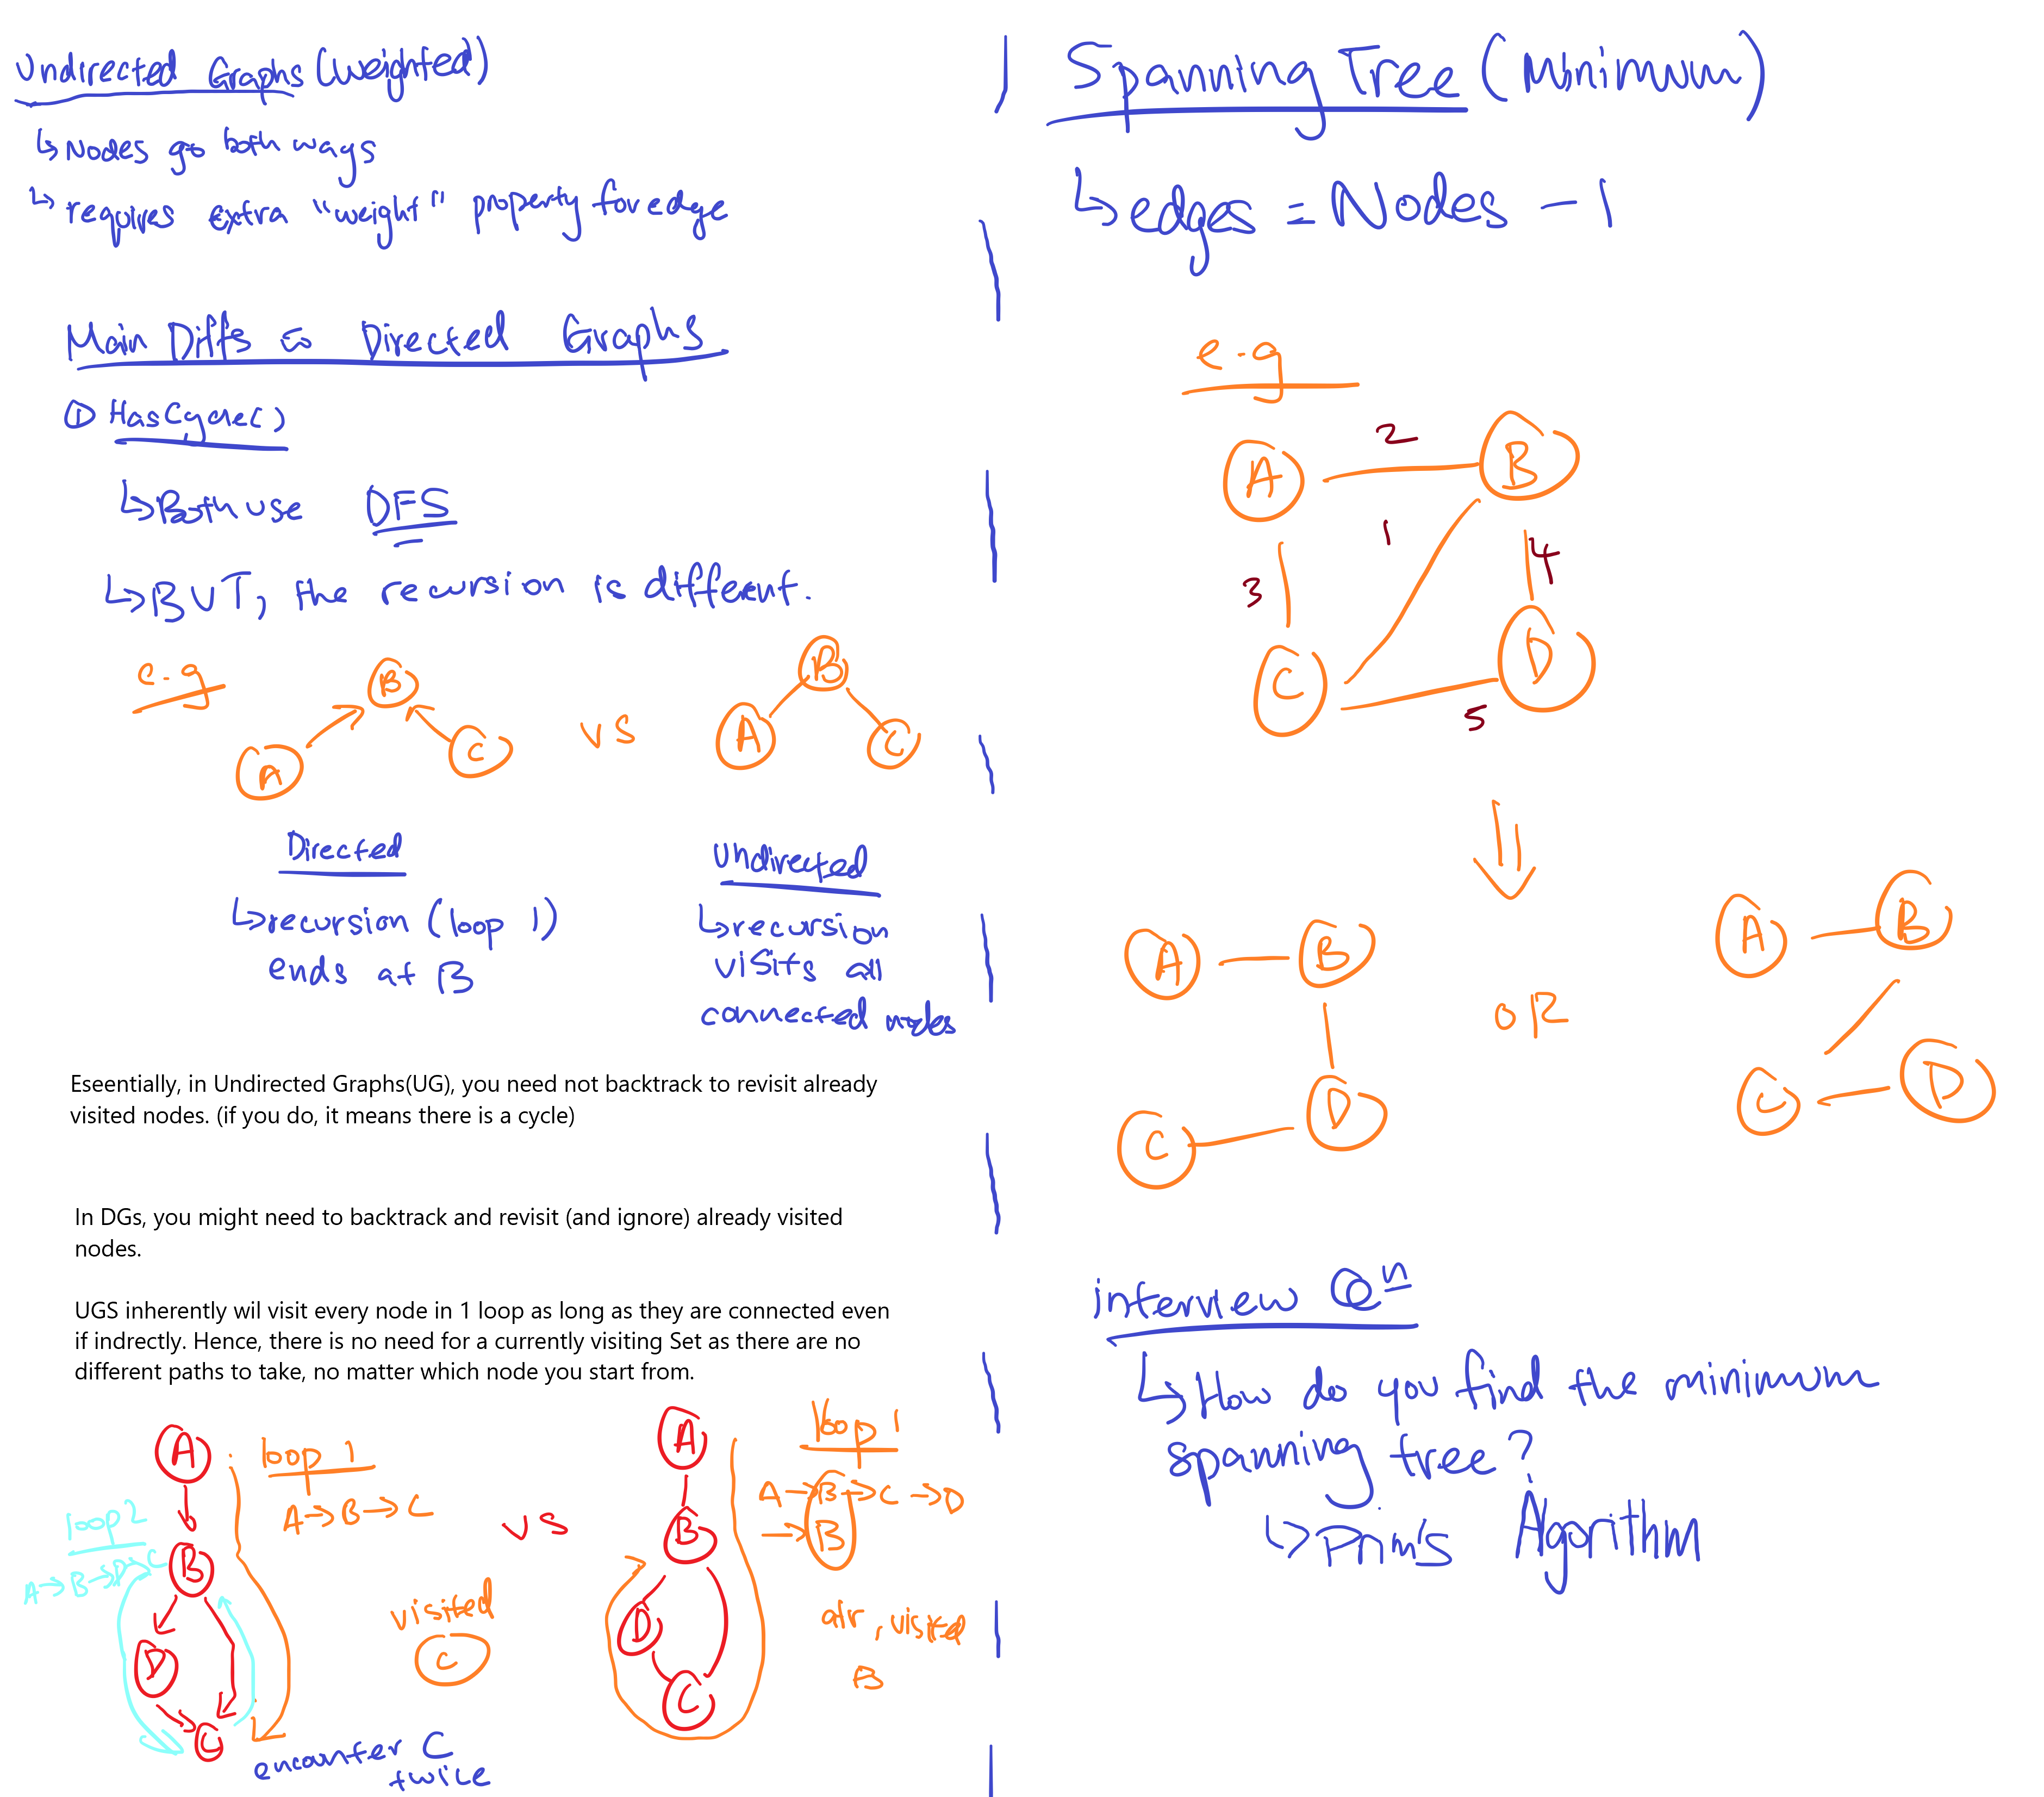 Undirected Graphs (Weighted)
↳ Nodes go both ways
↳ requires extra "weight" property for edge
Main Diffs Directed Graphs
① HasCycle()
↳ Both use DFS
↳ BUT, the recursion is different.
e.g
B
A
C
vs
B
A
C
Directed
↳ recursion (loop 1)
ends at B
Undirected
↳ recursion
visits all
connected nodes
Eseentially, in Undirected Graphs(UG), you need not backtrack to revisit already
visited nodes. (if you do, it means there is a cycle)
In DGs, you might need to backtrack and revisit (and ignore) already visited
nodes.
UGS inherently wil visit every node in 1 loop as long as they are connected even
if indrectly. Hence, there is no need for a currently visiting Set as there are no
different paths to take, no matter which node you start from.
A
B
D
C
loop 1
A → B → C
loop 2
A → B → D → C
visited
C
encounter C
twice
vs
A
B
D
C
loop 1
A → B → C → D
→ B
alr visited
B
Spanning Tree (Minimum)
↳ edges = Nodes - 1
e.g
A
2
B
1
3
4
C
5
D
A
B
C
D
OR
A
B
C
D
interview Qn
↳ How do you find the minimum
spanning tree?
↳ Prim's Algorithm